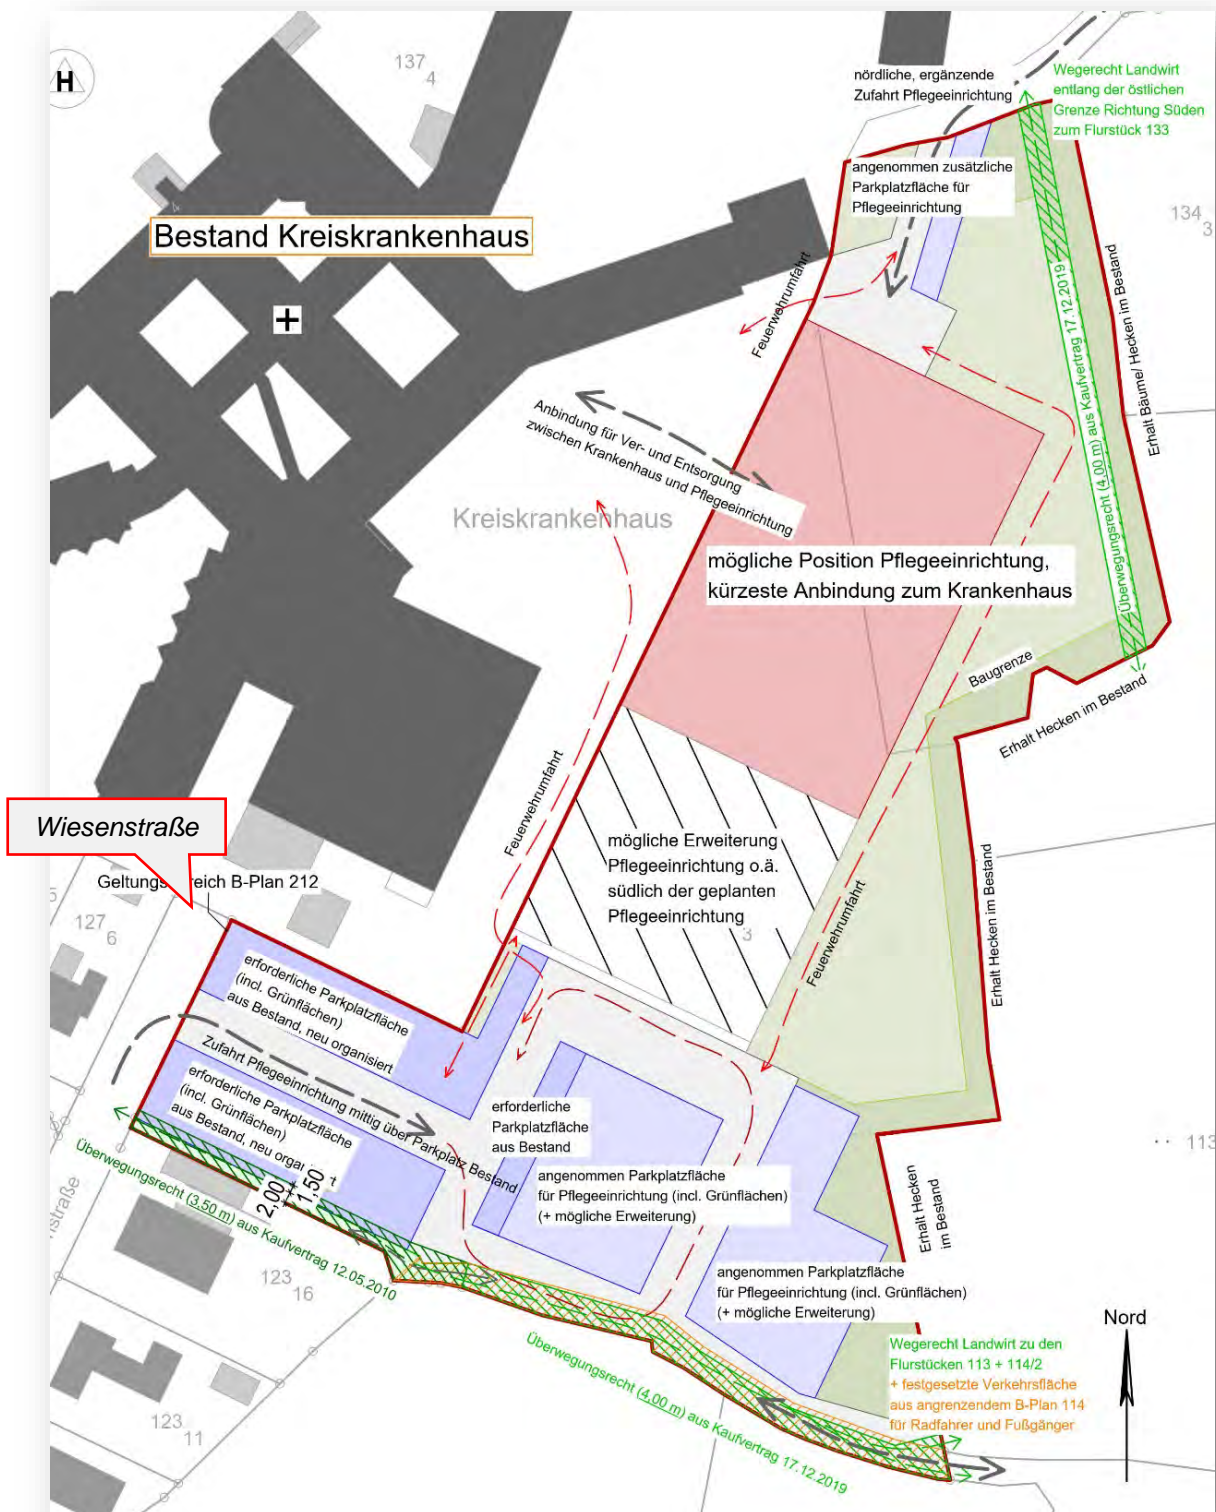 H
137
4
nördliche, ergänzende
Zufahrt Pflegeeinrichtung
Wegerecht Landwirt
entlang der östlichen
Grenze Richtung Süden
zum Flurstück 133
angenommen zusätzliche
Parkplatzfläche für
Pflegeeinrichtung
134
3
Bestand Kreiskrankenhaus
Feuerwehrumfahrt
Überwegungsrecht (4,00 m) aus Kaufvertrag 17.12.2019
Erhalt Bäume/ Hecken im Bestand
Anbindung für Ver- und Entsorgung
zwischen Krankenhaus und Pflegeeinrichtung
Kreiskrankenhaus
mögliche Position Pflegeeinrichtung,
kürzeste Anbindung zum Krankenhaus
Baugrenze
Erhalt Hecken im Bestand
Feuerwehrumfahrt
Wiesenstraße
mögliche Erweiterung
Pflegeeinrichtung o.ä.
südlich der geplanten
Pflegeeinrichtung
3
Feuerwehrumfahrt
Erhalt Hecken im Bestand
Geltungs reich B-Plan 212
127
6
erforderliche Parkplatzfläche
(incl. Grünflächen)
aus Bestand, neu organisiert
Zufahrt Pflegeeinrichtung mittig über Parkplatz Bestand
erforderliche Parkplatzfläche
(incl. Grünflächen)
aus Bestand, neu orga t
erforderliche
Parkplatzfläche
aus Bestand
113
angenommen Parkplatzfläche
für Pflegeeinrichtung (incl. Grünflächen)
(+ mögliche Erweiterung)
Erhalt Hecken
im Bestand
2,00
1,50
Überwegungsrecht (3,50 m) aus Kaufvertrag 12.05.2010
nstraße
123
16
angenommen Parkplatzfläche
für Pflegeeinrichtung (incl. Grünflächen)
(+ mögliche Erweiterung)
Nord
Überwegungsrecht (4,00 m) aus Kaufvertrag 17.12.2019
Wegerecht Landwirt zu den
Flurstücken 113 + 114/2
+ festgesetzte Verkehrsfläche
aus angrenzendem B-Plan 114
für Radfahrer und Fußgänger
123
11